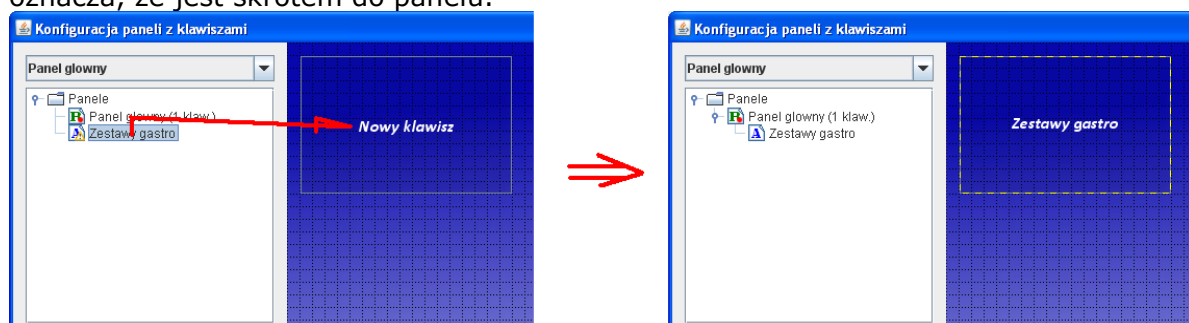 oznacza, że jest skrótem do panelu.
Konfiguracja paneli z klawiszami
Panel glowny
Panele
Panel glowny (1 klaw.)
Zestawy gastro
Nowy klawisz
Konfiguracja paneli z klawiszami
Panel glowny
Panele
Panel glowny (1 klaw.)
Zestawy gastro
Zestawy gastro